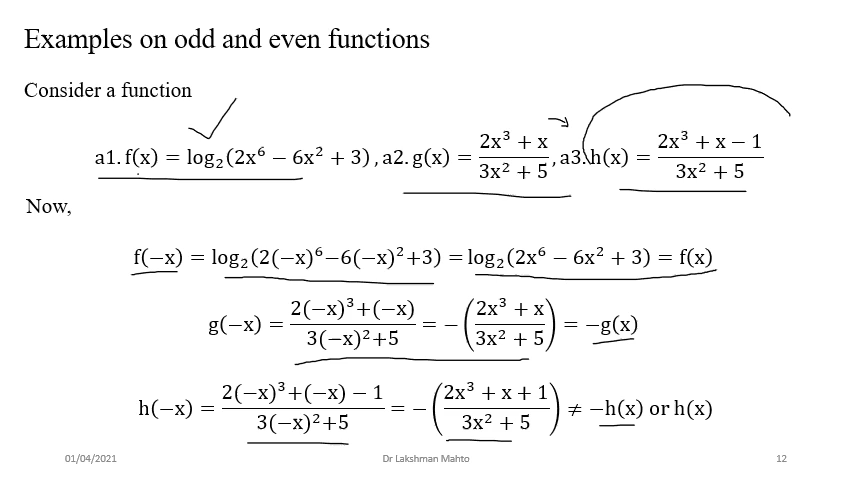 Examples on odd and even functions
Consider a function
a1. f(x) = log₂(2x⁶ − 6x² + 3) , a2. g(x) = (2x³ + x)/(3x² + 5) , a3. h(x) = (2x³ + x − 1)/(3x² + 5)
Now,
f(−x) = log₂(2(−x)⁶−6(−x)²+3) = log₂(2x⁶ − 6x² + 3) = f(x)
g(−x) = (2(−x)³+(−x))/(3(−x)²+5) = −((2x³ + x)/(3x² + 5)) = −g(x)
h(−x) = (2(−x)³+(−x) − 1)/(3(−x)²+5) = −((2x³ + x + 1)/(3x² + 5)) ≠ −h(x) or h(x)
01/04/2021 Dr Lakshman Mahto 12